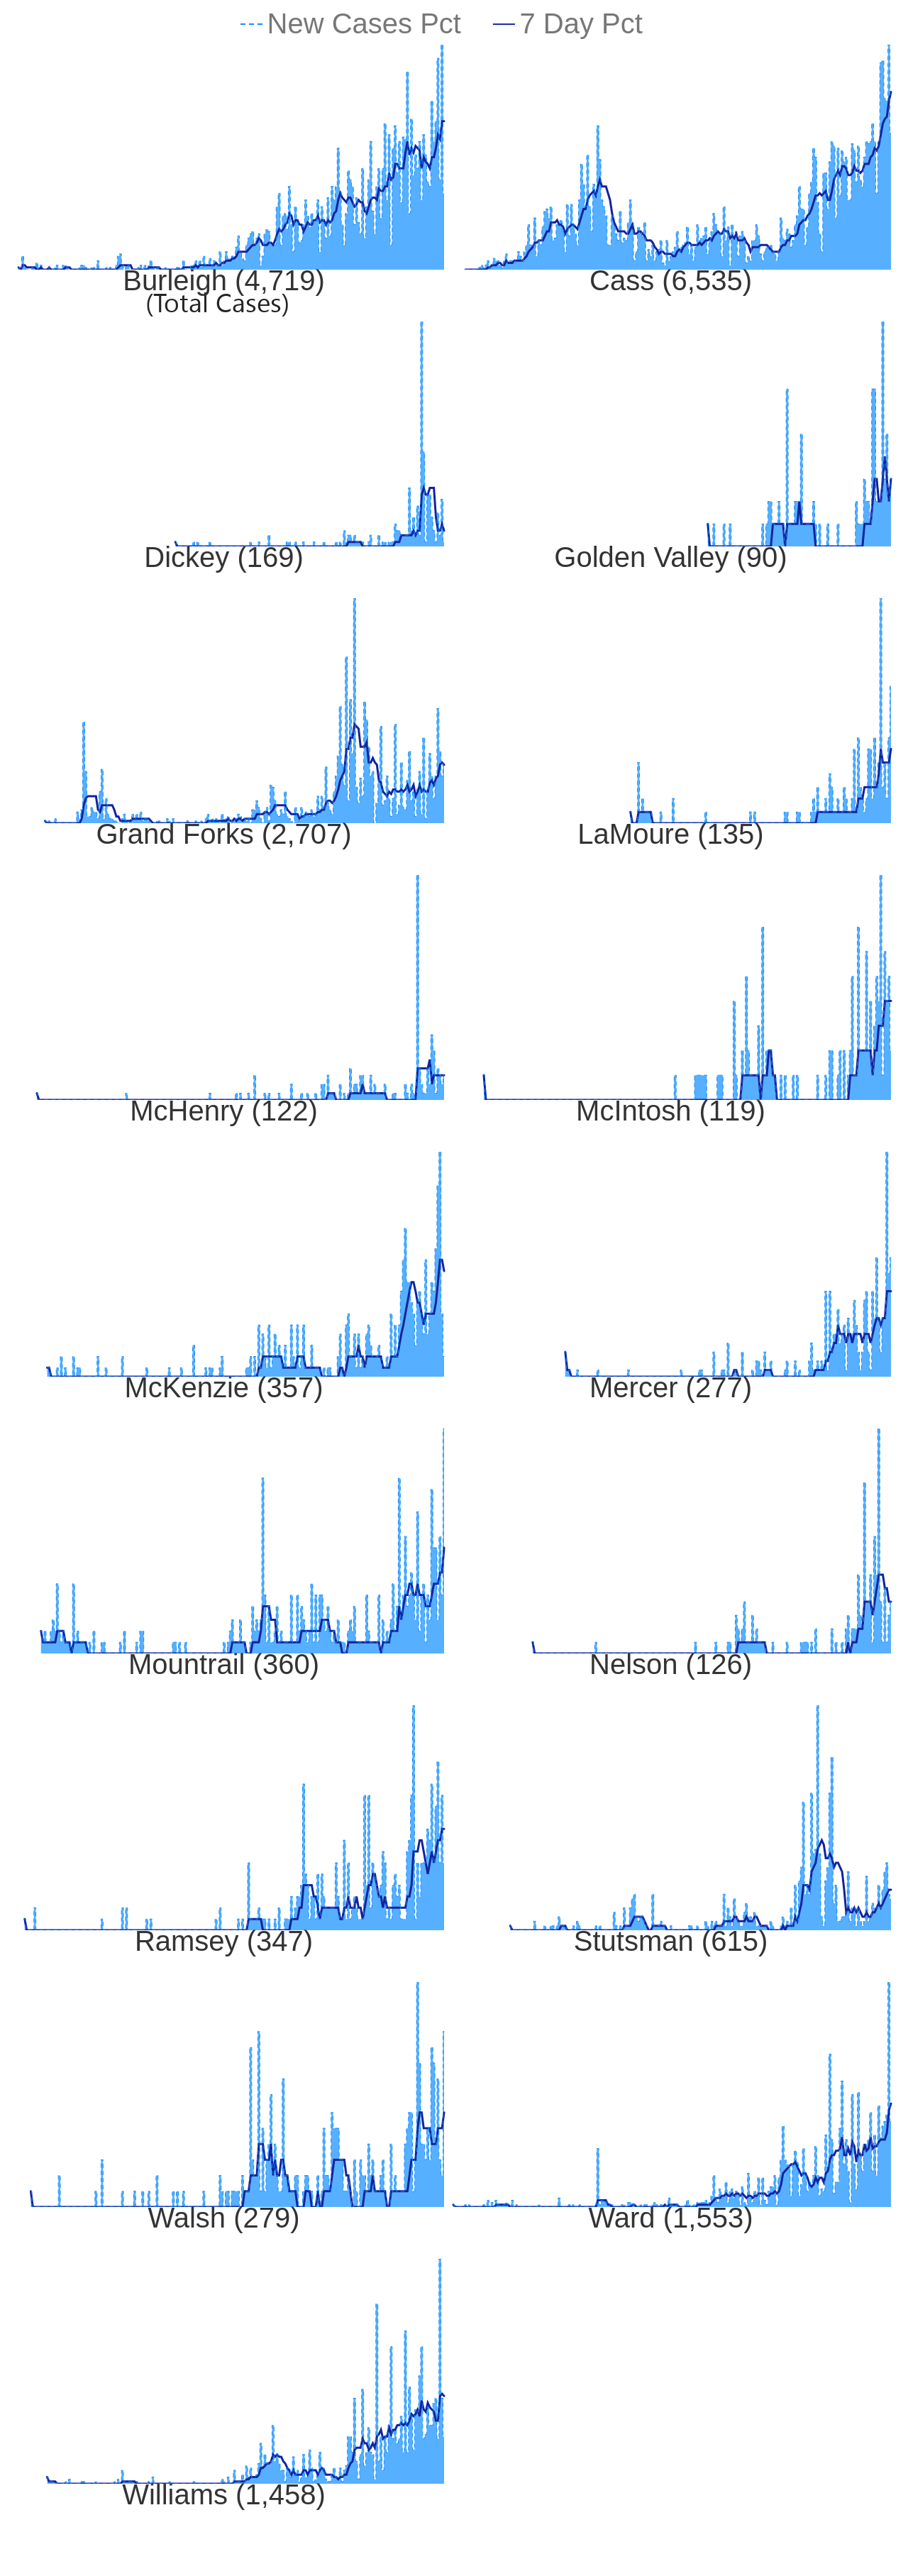 New Cases Pct 7 Day Pct
Burleigh (4,719) Cass (6,535)
(Total Cases)
Dickey (169) Golden Valley (90)
Grand Forks (2,707) LaMoure (135)
McHenry (122) McIntosh (119)
McKenzie (357) Mercer (277)
Mountrail (360) Nelson (126)
Ramsey (347) Stutsman (615)
Walsh (279) Ward (1,553)
Williams (1,458)